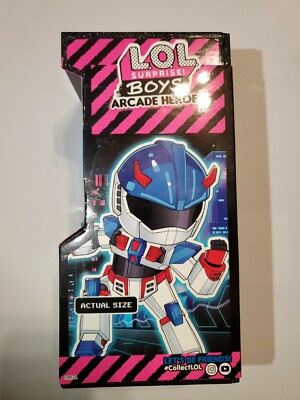 L.O.L.
SURPRISE!
BOYS
ARCADE HEROES
ACTUAL SIZE
LET'S BE FRIENDS!
#CollectLOL